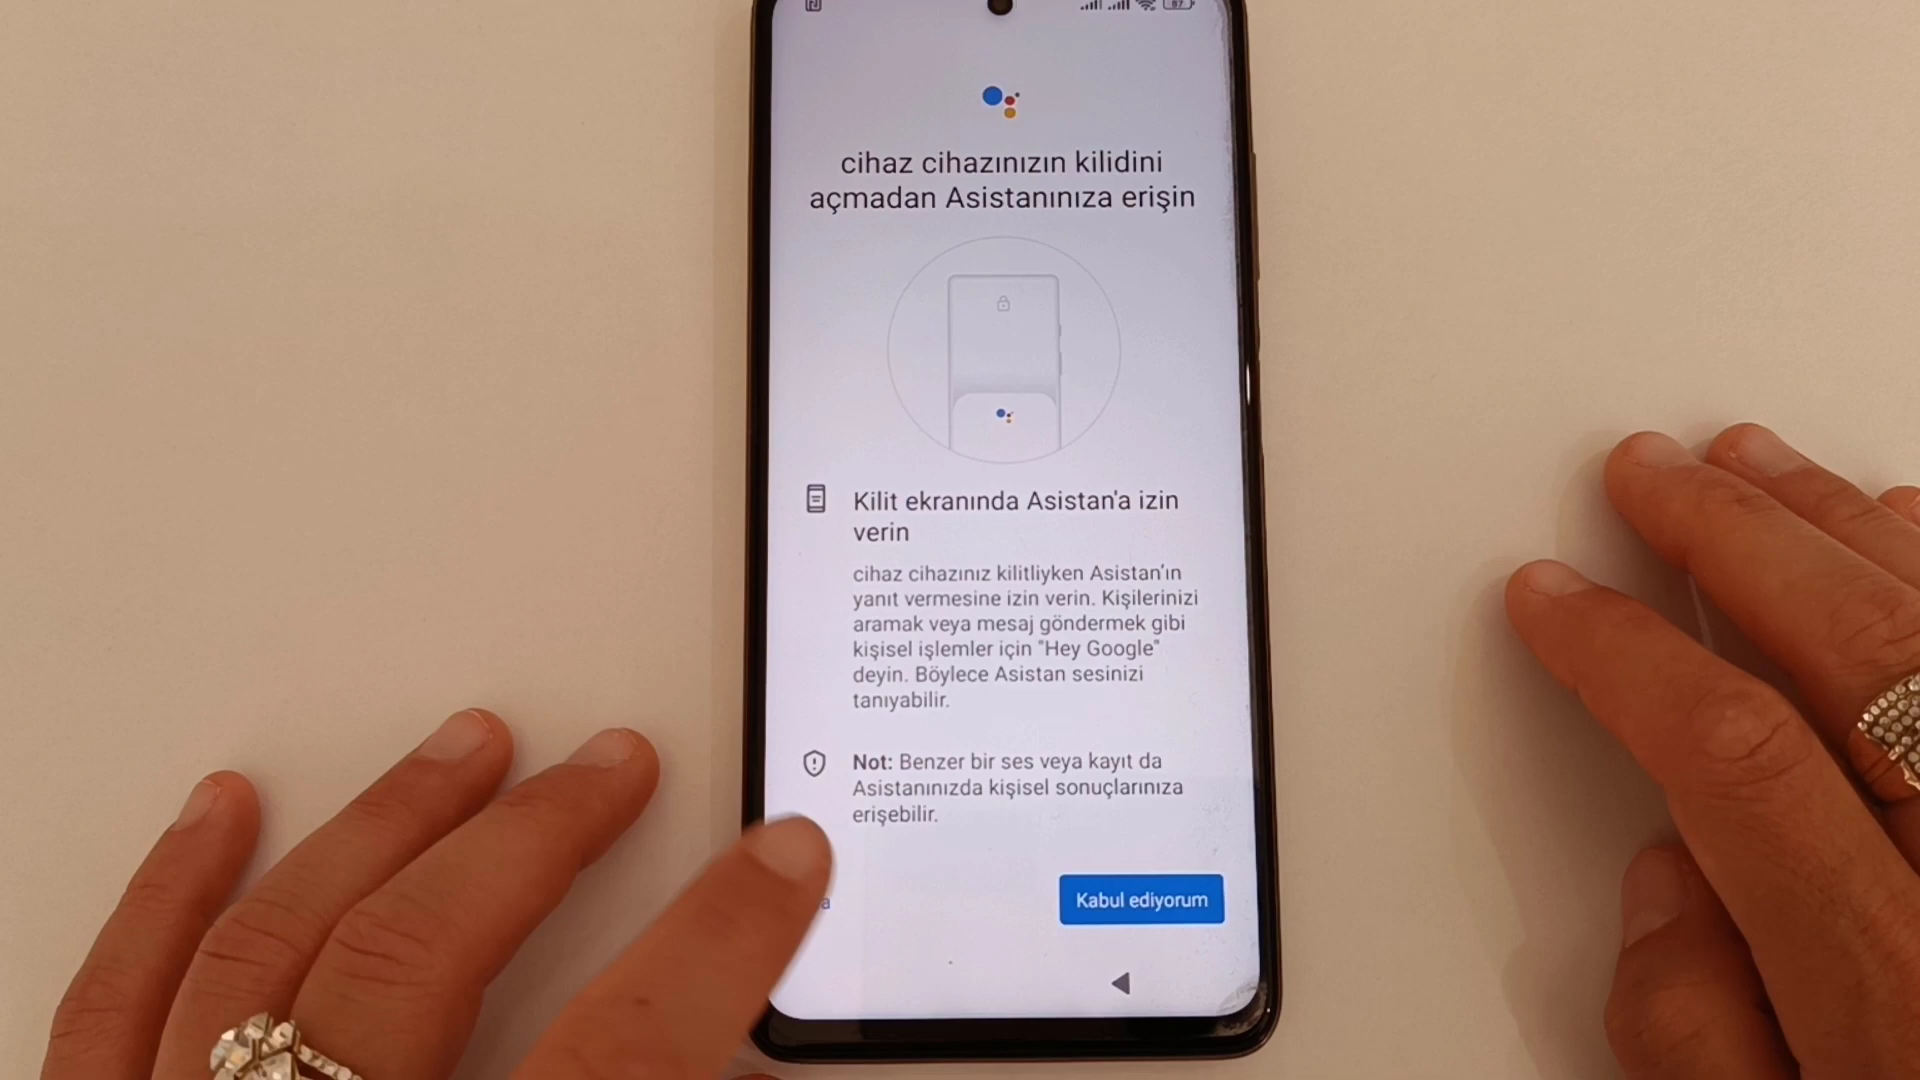 87
cihaz cihazınızın kilidini
açmadan Asistanınıza erişin
Kilit ekranında Asistan'a izin
verin
cihaz cihazınız kilitliyken Asistan'ın
yanıt vermesine izin verin. Kişilerinizi
aramak veya mesaj göndermek gibi
kişisel işlemler için "Hey Google"
deyin. Böylece Asistan sesinizi
tanıyabilir.
Not: Benzer bir ses veya kayıt da
Asistanınızda kişisel sonuçlarınıza
erişebilir.
Kabul ediyorum